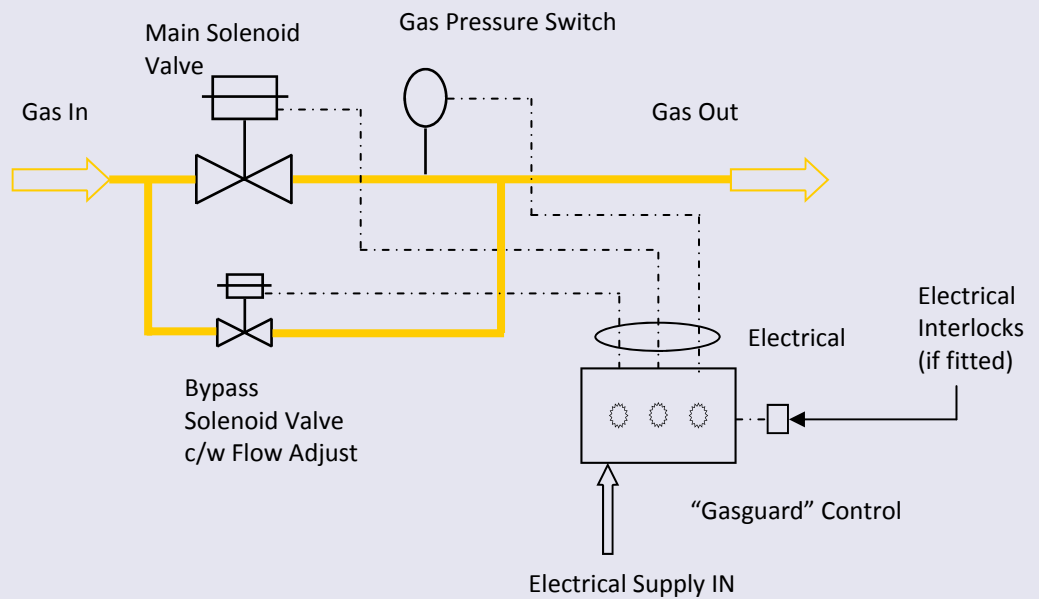 Main Solenoid
Valve
Gas Pressure Switch
Gas In
Gas Out
Electrical
Interlocks
(if fitted)
Electrical
Bypass
Solenoid Valve
c/w Flow Adjust
“Gasguard” Control
Electrical Supply IN